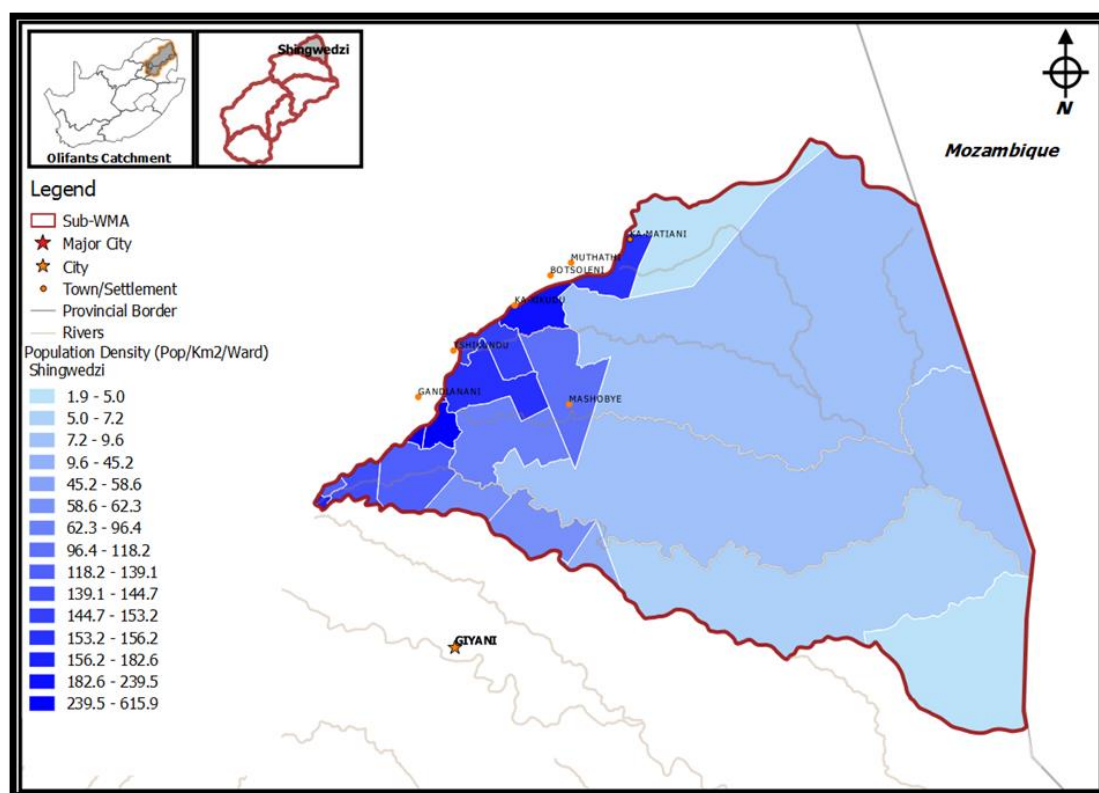 Shingwedzi
Olifants Catchment
N
Mozambique
Legend
Sub-WMA
Major City
City
Town/Settlement
Provincial Border
Rivers
Population Density (Pop/Km2/Ward)
Shingwedzi
1.9 - 5.0
5.0 - 7.2
7.2 - 9.6
9.6 - 45.2
45.2 - 58.6
58.6 - 62.3
62.3 - 96.4
96.4 - 118.2
118.2 - 139.1
139.1 - 144.7
144.7 - 153.2
153.2 - 156.2
156.2 - 182.6
182.6 - 239.5
239.5 - 615.9
KA-MATIANI
MUTHATHI
BOTSOLENI
MASHOBYE
GIYANI